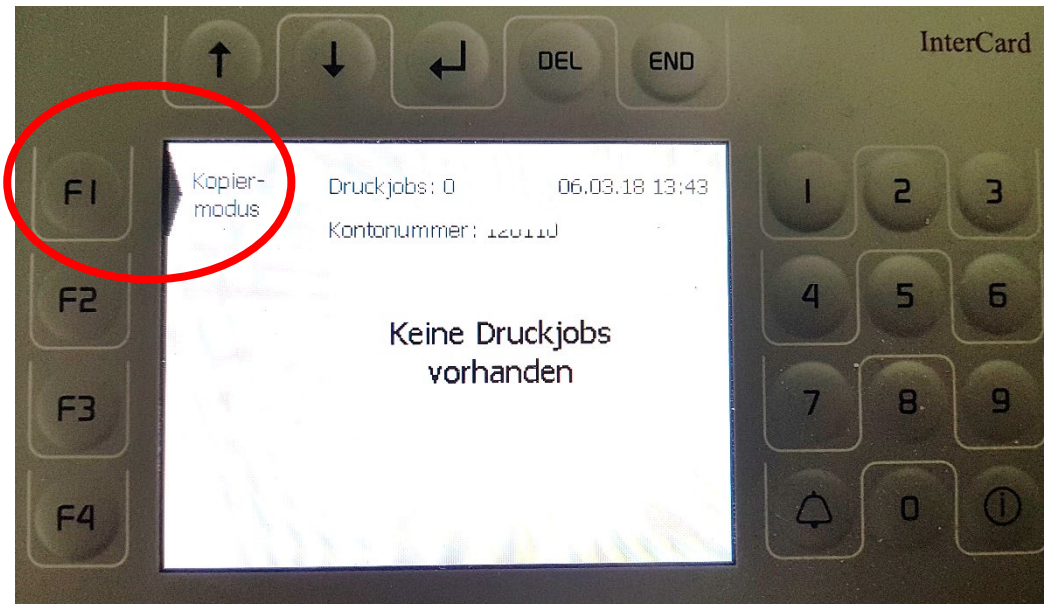 DEL END
InterCard
F1
Kopier-
modus
Druckjobs: 0 06.03.18 13:43
Kontonummer:
1 2 3
F2
4 5 6
Keine Druckjobs
vorhanden
F3
7 8 9
F4
0